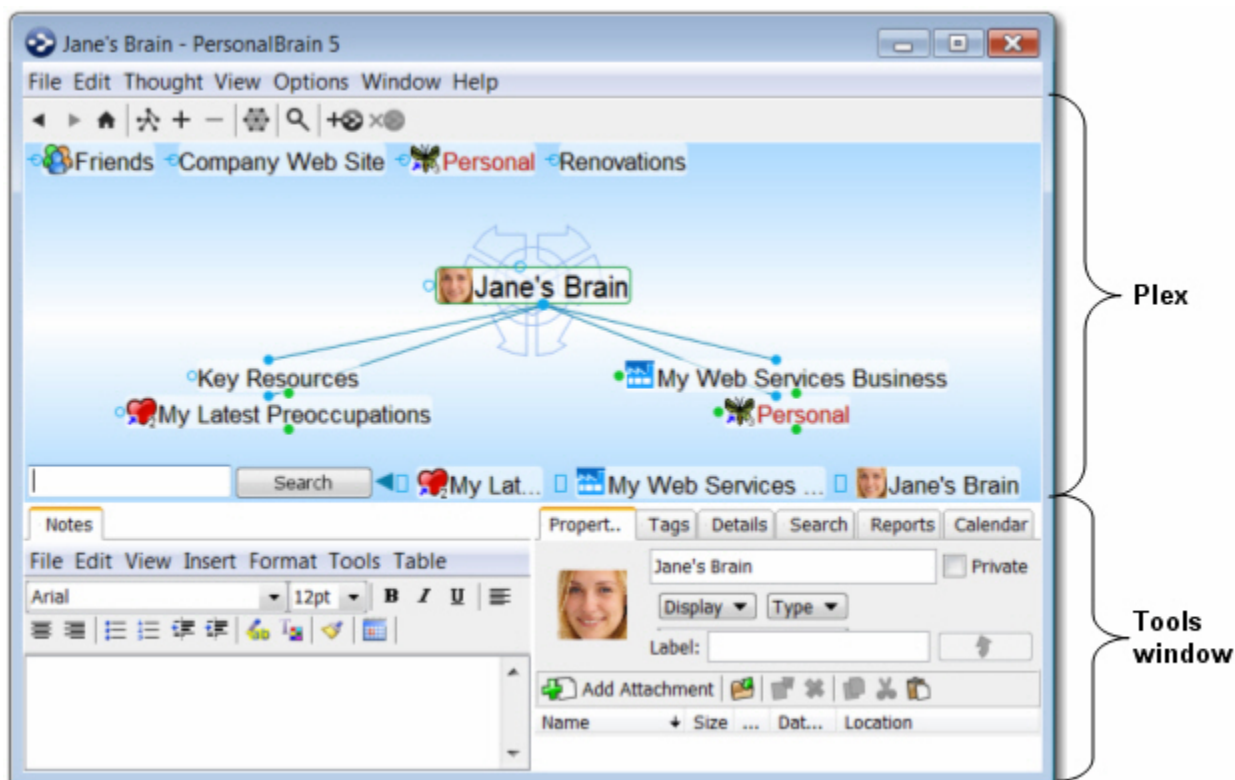 Jane's Brain - PersonalBrain 5
File Edit Thought View Options Window Help
Friends Company Web Site Personal Renovations
Jane's Brain
Plex
Key Resources My Web Services Business
2 My Latest Preoccupations Personal
Search 2 My Lat... My Web Services ... Jane's Brain
Notes Propert.. Tags Details Search Reports Calendar
File Edit View Insert Format Tools Table Jane's Brain Private
Arial 12pt B I U Display Type
Tools
window
Label:
Add Attachment
Name Size ... Dat... Location